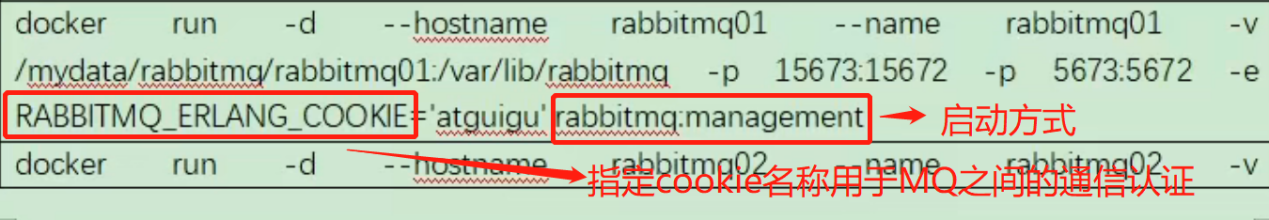 docker run -d --hostname rabbitmq01 --name rabbitmq01 -v
/mydata/rabbitmq/rabbitmq01:/var/lib/rabbitmq -p 15673:15672 -p 5673:5672 -e
RABBITMQ_ERLANG_COOKIE='atguigu' rabbitmq:management 启动方式
docker run -d --hostname rabbitmq02 --name rabbitmq02 -v
指定cookie名称用于MQ之间的通信认证